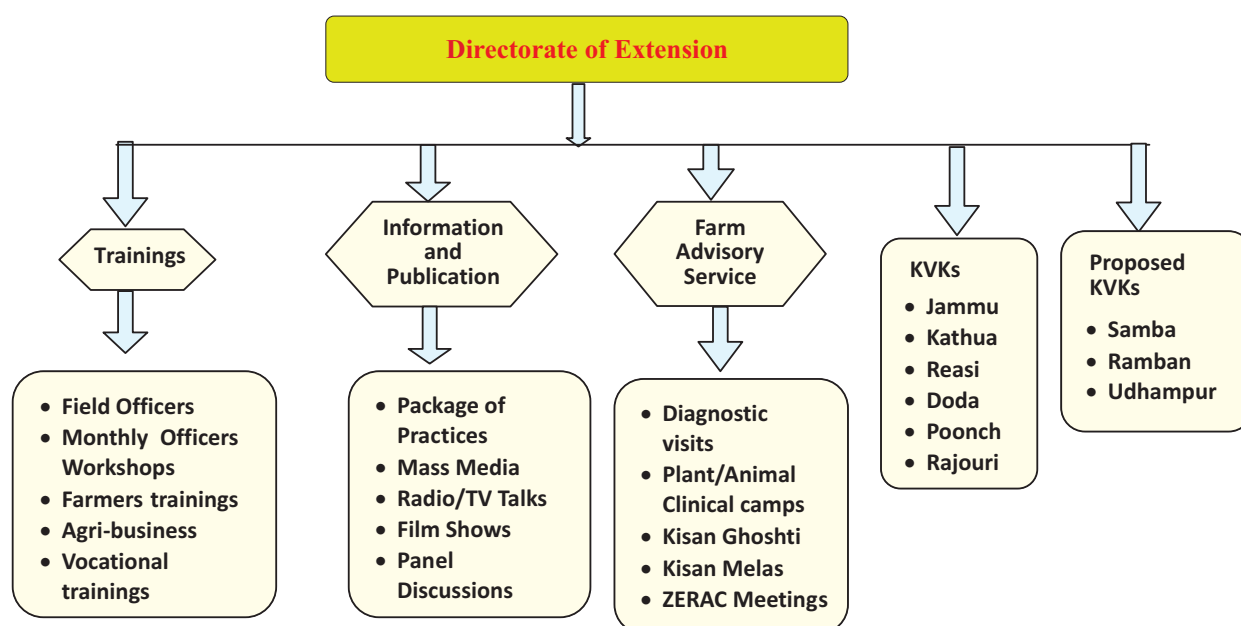 Directorate of Extension
Trainings
• Field Officers
• Monthly Officers
Workshops
• Farmers trainings
• Agri-business
• Vocational
trainings
Information
and
Publication
• Package of
Practices
• Mass Media
• Radio/TV Talks
• Film Shows
• Panel
Discussions
Farm
Advisory
Service
• Diagnostic
visits
• Plant/Animal
Clinical camps
• Kisan Ghoshti
• Kisan Melas
• ZERAC Meetings
KVKs
• Jammu
• Kathua
• Reasi
• Doda
• Poonch
• Rajouri
Proposed
KVKs
• Samba
• Ramban
• Udhampur